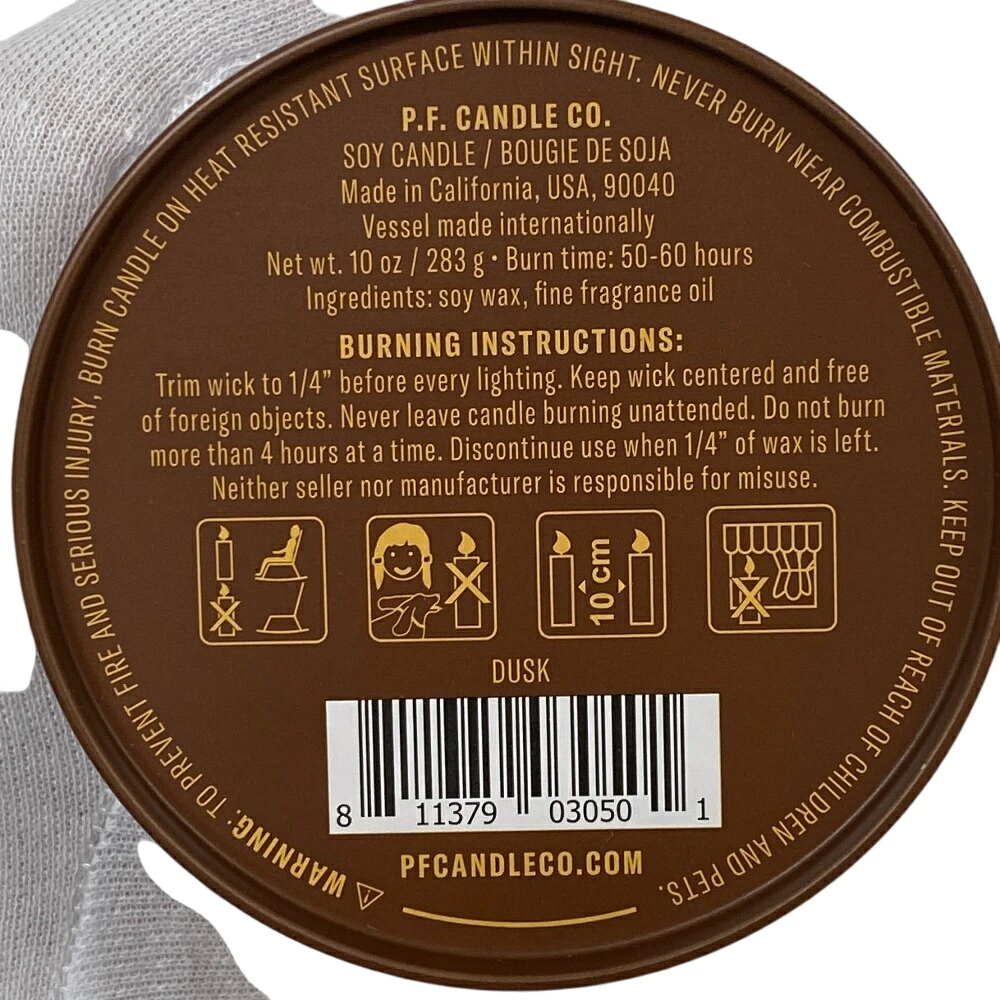 ⚠ WARNING: TO PREVENT FIRE AND SERIOUS INJURY, BURN CANDLE ON HEAT RESISTANT SURFACE WITHIN SIGHT. NEVER BURN NEAR COMBUSTIBLE MATERIALS. KEEP OUT OF REACH OF CHILDREN AND PETS.
P.F. CANDLE CO.
SOY CANDLE / BOUGIE DE SOJA
Made in California, USA, 90040
Vessel made internationally
Net wt. 10 oz / 283 g • Burn time: 50-60 hours
Ingredients: soy wax, fine fragrance oil
BURNING INSTRUCTIONS:
Trim wick to 1/4” before every lighting. Keep wick centered and free
of foreign objects. Never leave candle burning unattended. Do not burn
more than 4 hours at a time. Discontinue use when 1/4” of wax is left.
Neither seller nor manufacturer is responsible for misuse.
10 cm
DUSK
8 11379 03050 1
PFCANDLECO.COM